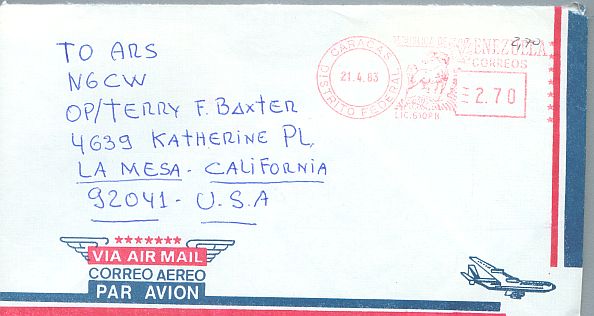 TO ARS
N6CW
OP/TERRY F. BAXTER
4639 KATHERINE PL,
LA MESA - CALIFORNIA
92041 - U.S.A
CARACAS
21.4.83
DISTRITO FEDERAL
VENEZUELA
2,70
CORREOS
2.70
VIA AIR MAIL
CORREO AEREO
PAR AVION